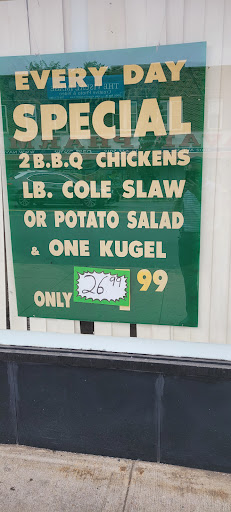 EVERY DAY
SPECIAL
2 B.B.Q CHICKENS
LB. COLE SLAW
OR POTATO SALAD
& ONE KUGEL
ONLY 26 99 99